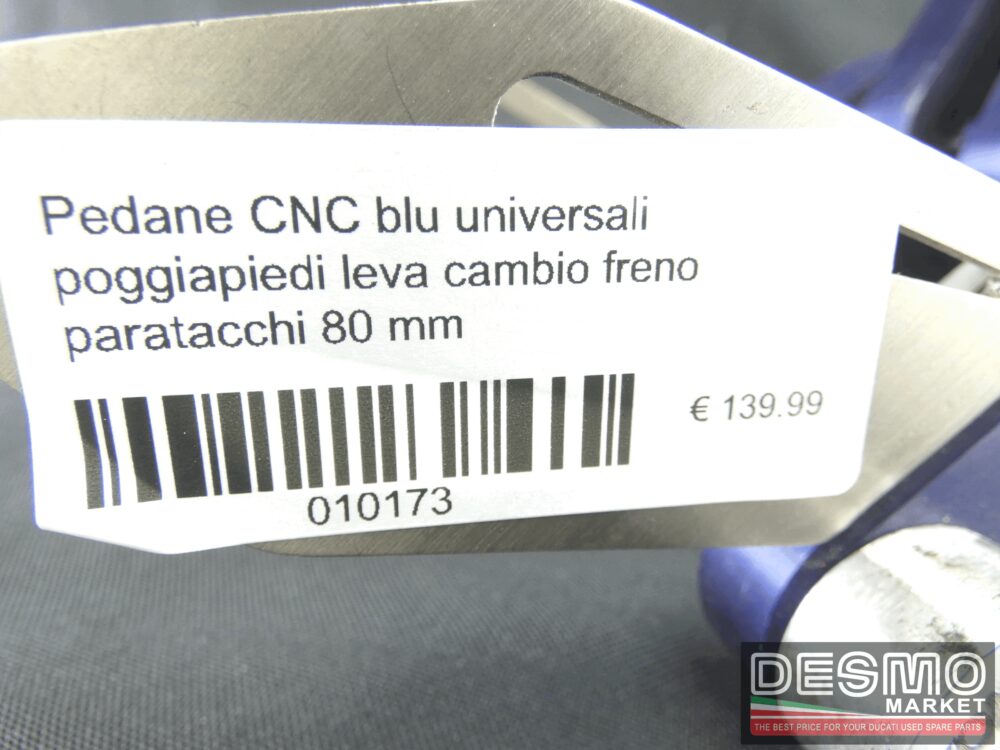 Pedane CNC blu universali
poggiapiedi leva cambio freno
paratacchi 80 mm
€ 139.99
010173
DESMO
MARKET
THE BEST PRICE FOR YOUR DUCATI USED SPARE PARTS